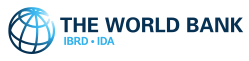 THE WORLD BANK
IBRD • IDA